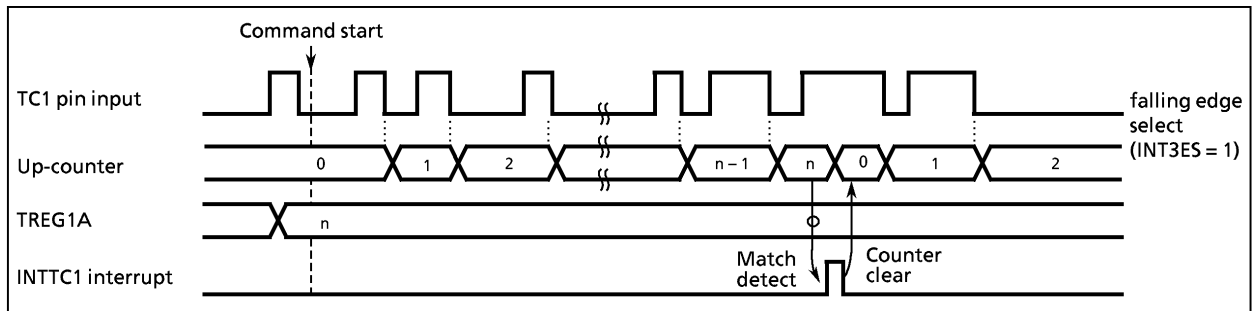 Command start
TC1 pin input
falling edge
select
(INT3ES = 1)
Up-counter
0 1 2 n – 1 n 0 1 2
TREG1A
n
Match
detect
Counter
clear
INTTC1 interrupt